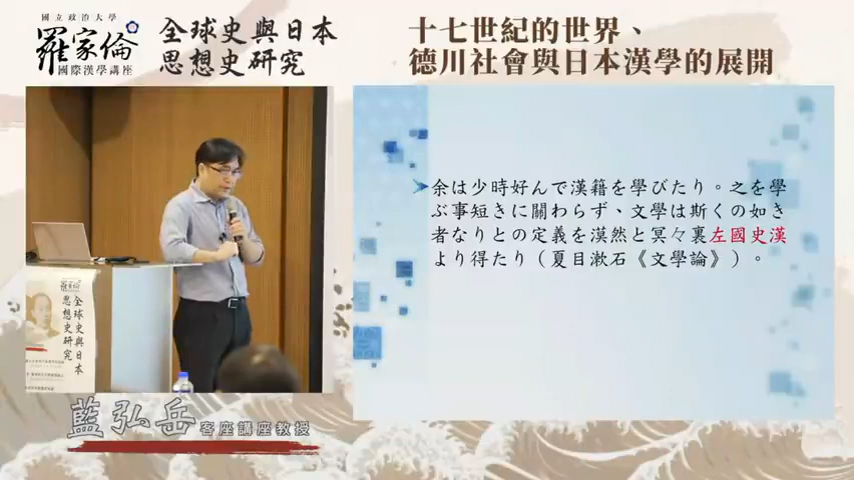 國立政治大學
羅家倫
國際漢學講座
全球史與日本
思想史研究
十七世紀的世界、
德川社會與日本漢學的展開
余は少時好んで漢籍を學びたり。之を學
ぶ事短きに關わらず、文學は斯くの如き
者なりとの定義を漠然と冥々裏左國史漢
より得たり（夏目漱石《文學論》）。
羅家倫
全球史與日本
思想史研究
藍弘岳 客座講座教授